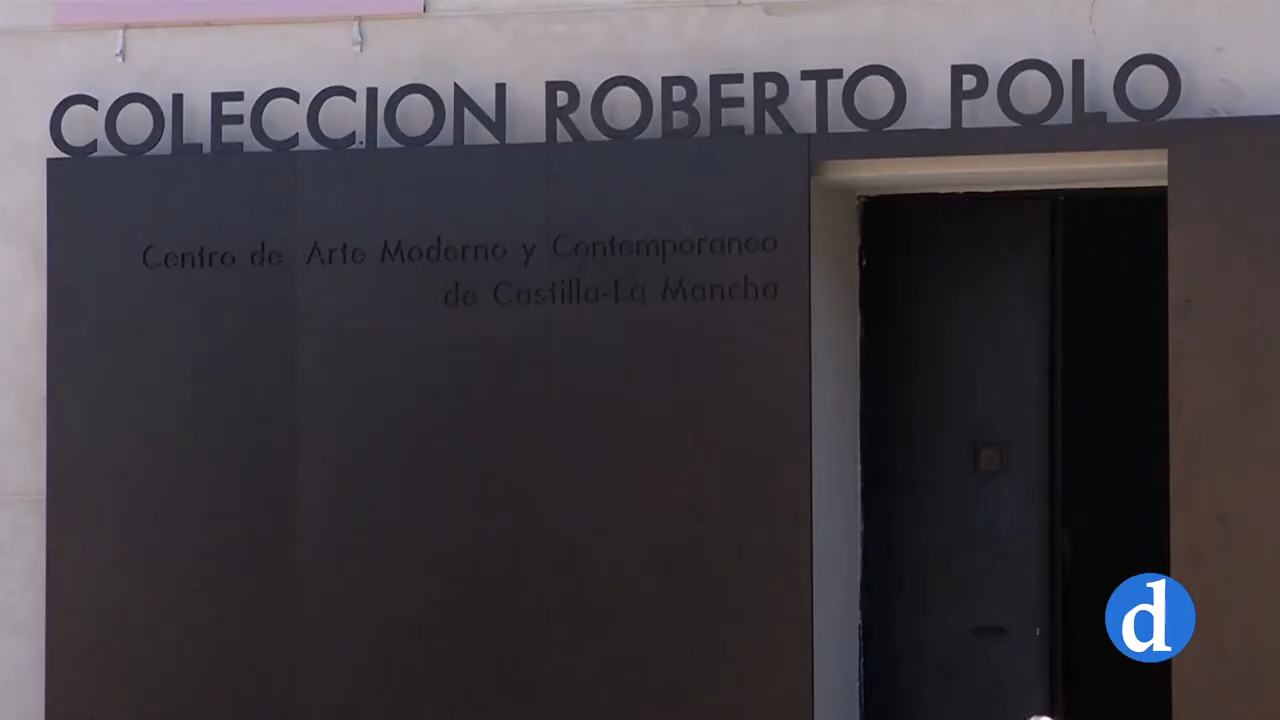 COLECCION ROBERTO POLO
Centro de Arte Moderno y Contemporaneo
de Castilla-La Mancha
d